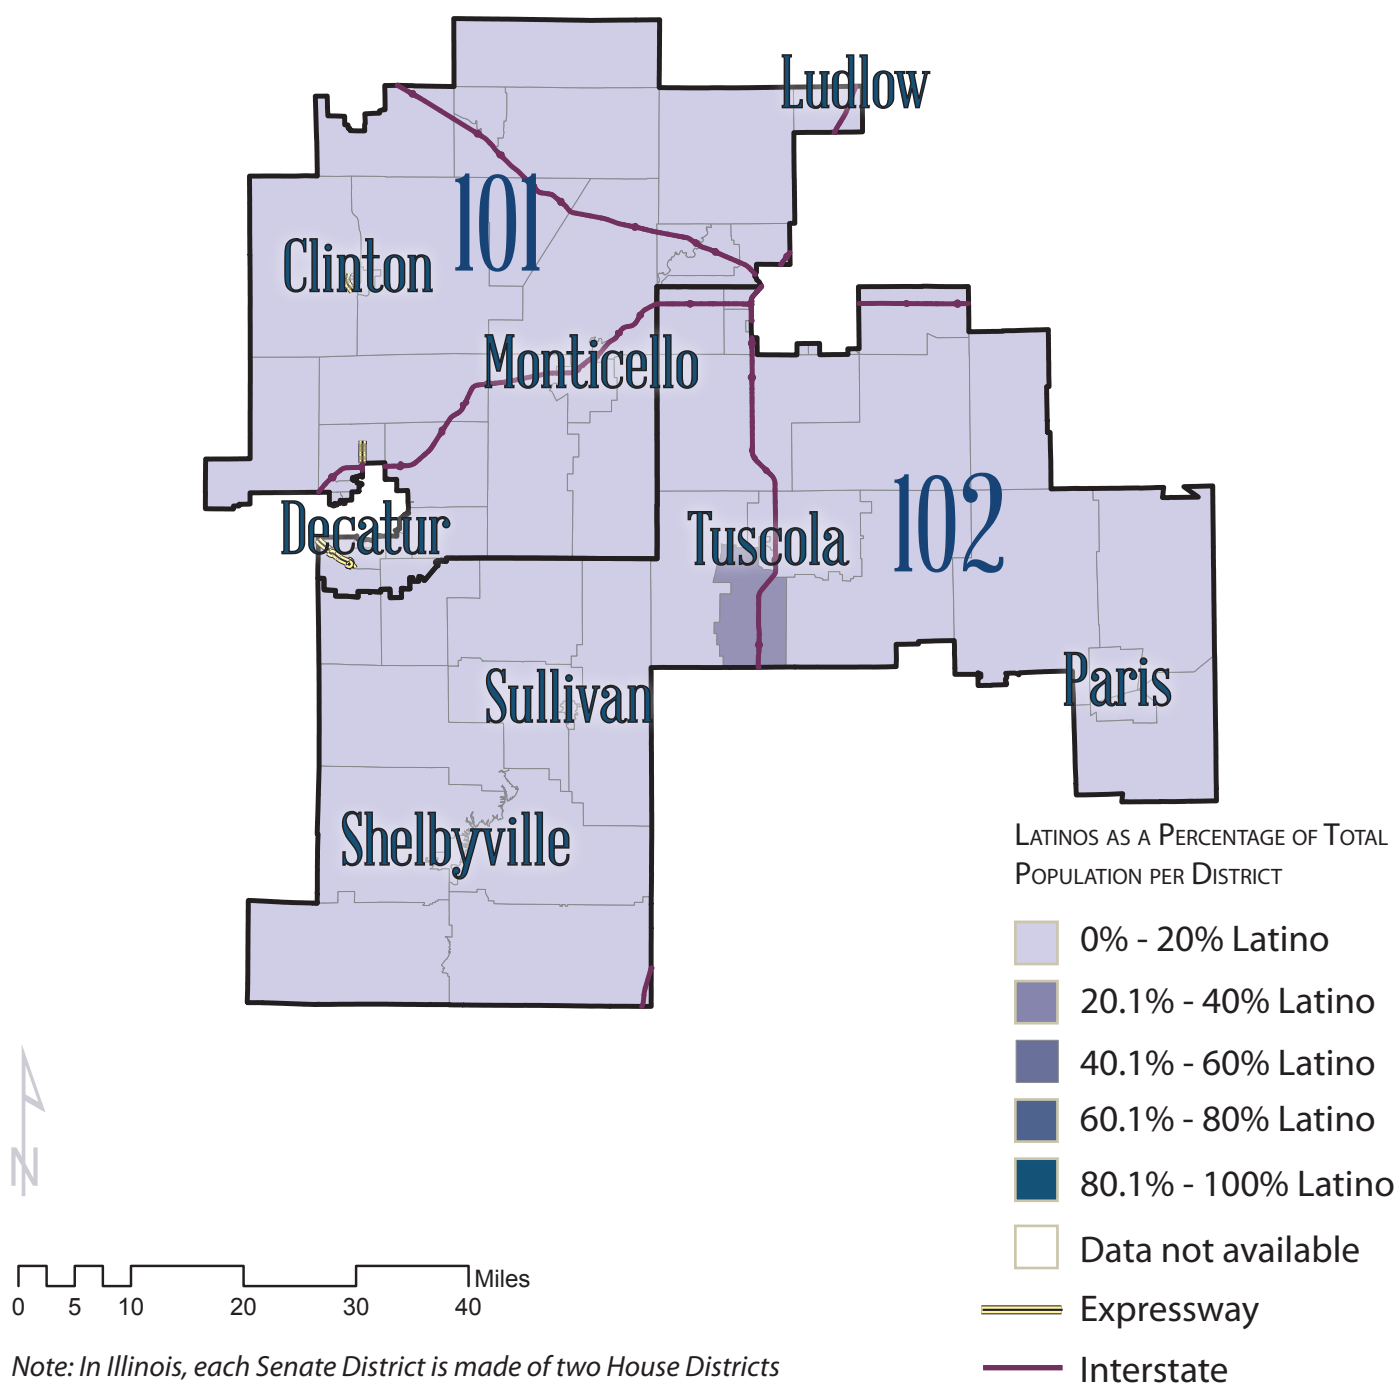 Ludlow
101
Clinton
Monticello
102
Decatur
Tuscola
Sullivan
Paris
Shelbyville
LATINOS AS A PERCENTAGE OF TOTAL
POPULATION PER DISTRICT
0% - 20% Latino
20.1% - 40% Latino
40.1% - 60% Latino
60.1% - 80% Latino
80.1% - 100% Latino
Data not available
Expressway
Interstate
N
Miles
0 5 10 20 30 40
Note: In Illinois, each Senate District is made of two House Districts